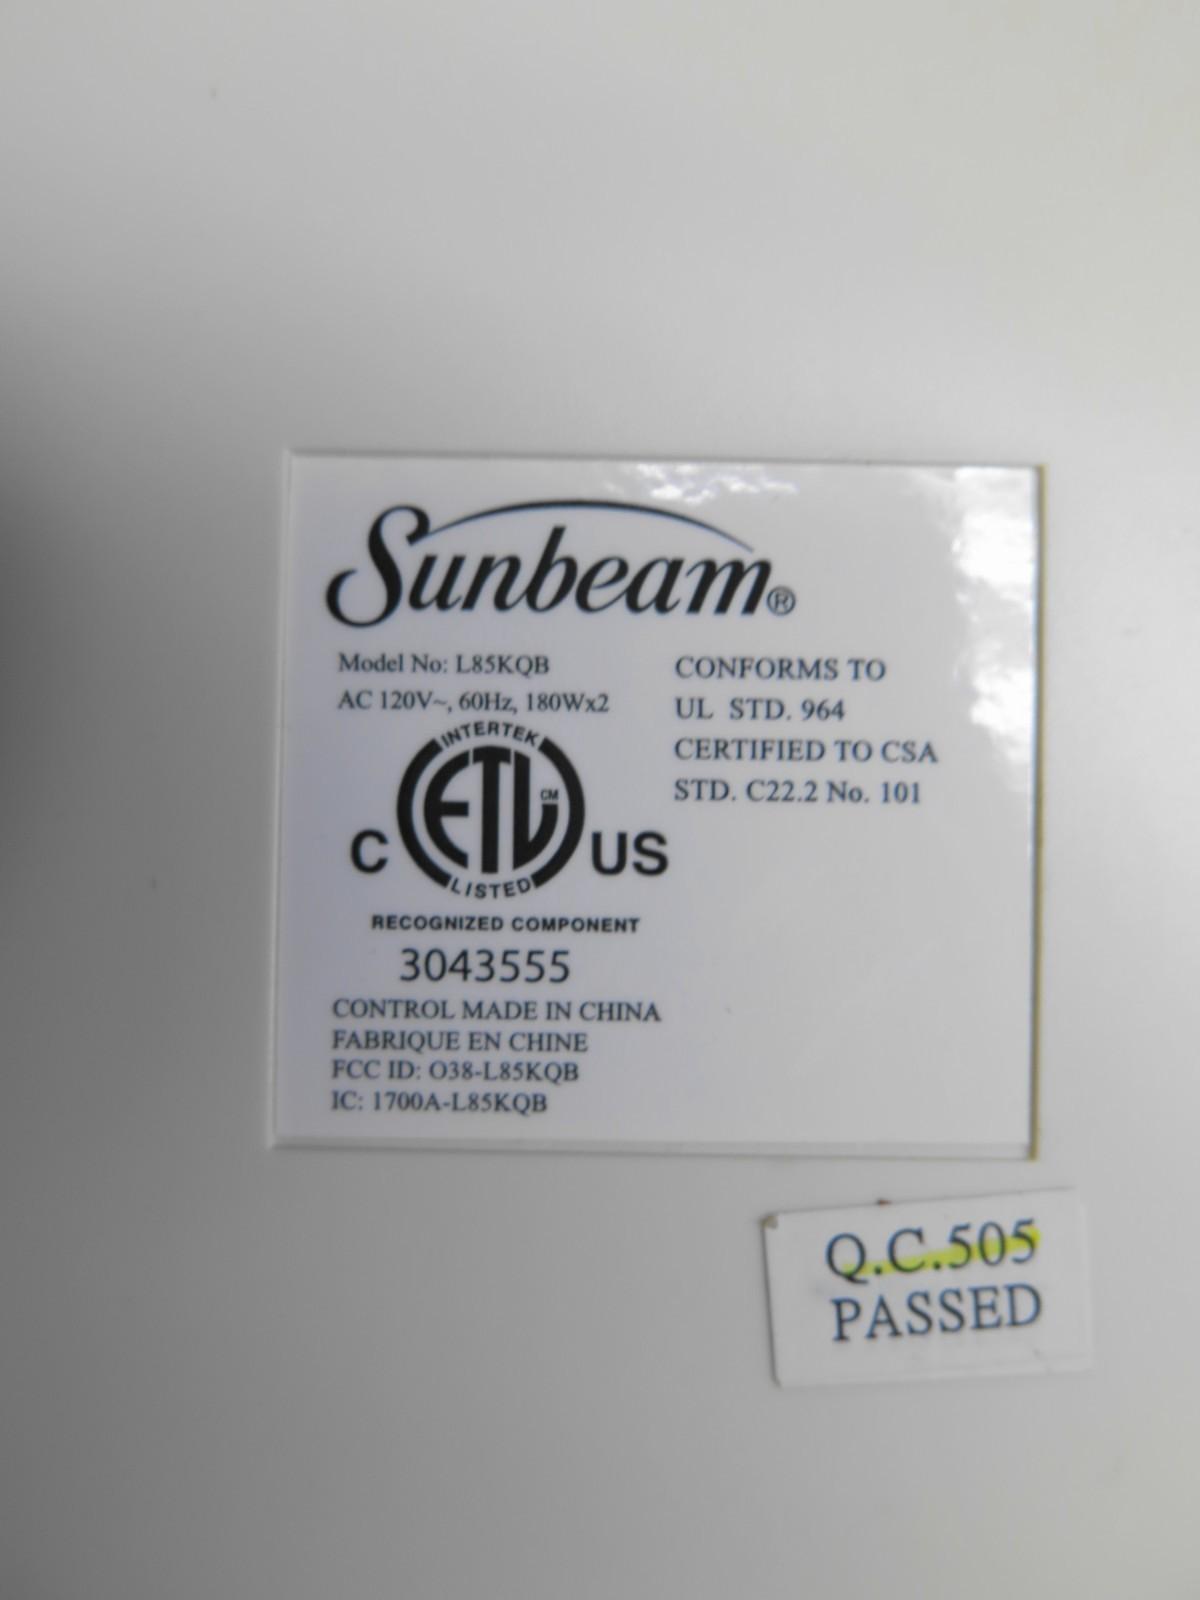 Sunbeam®
Model No: L85KQB
AC 120V~, 60Hz, 180Wx2
CONFORMS TO
UL STD. 964
CERTIFIED TO CSA
STD. C22.2 No. 101
INTERTEK
ETL CM
LISTED
C US
RECOGNIZED COMPONENT
3043555
CONTROL MADE IN CHINA
FABRIQUE EN CHINE
FCC ID: O38-L85KQB
IC: 1700A-L85KQB
Q.C.505
PASSED